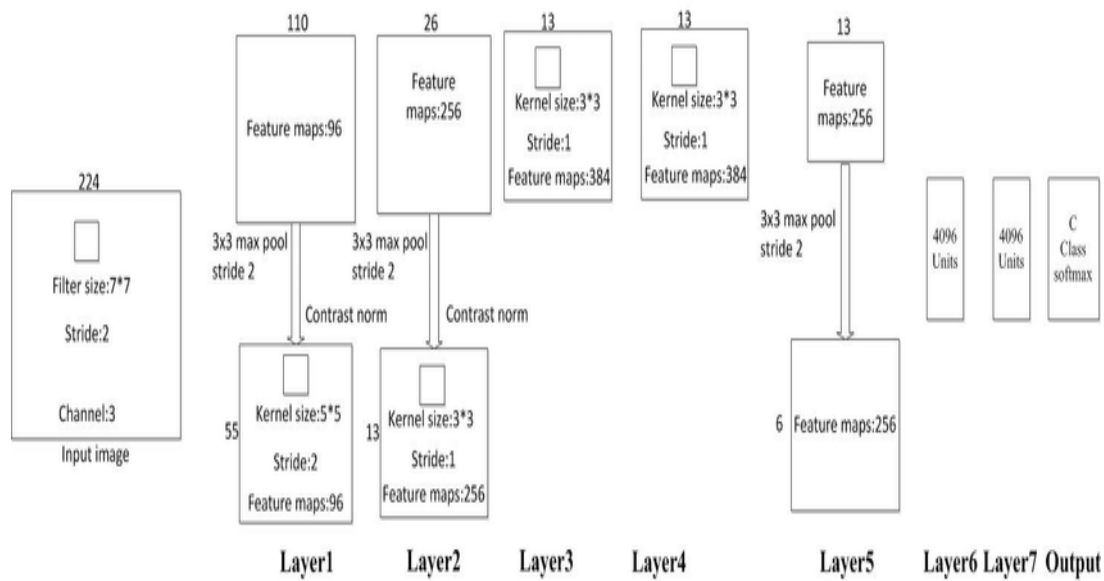 224
Filter size:7*7
Stride:2
Channel:3
Input image
110
Feature maps:96
3x3 max pool
stride 2
Contrast norm
55
Kernel size:5*5
Stride:2
Feature maps:96
Layer1
26
Feature
maps:256
3x3 max pool
stride 2
Contrast norm
13
Kernel size:3*3
Stride:1
Feature maps:256
Layer2
13
Kernel size:3*3
Stride:1
Feature maps:384
Layer3
13
Kernel size:3*3
Stride:1
Feature maps:384
Layer4
13
Feature
maps:256
3x3 max pool
stride 2
6
Feature maps:256
Layer5
4096
Units
Layer6
4096
Units
Layer7
C
Class
softmax
Output